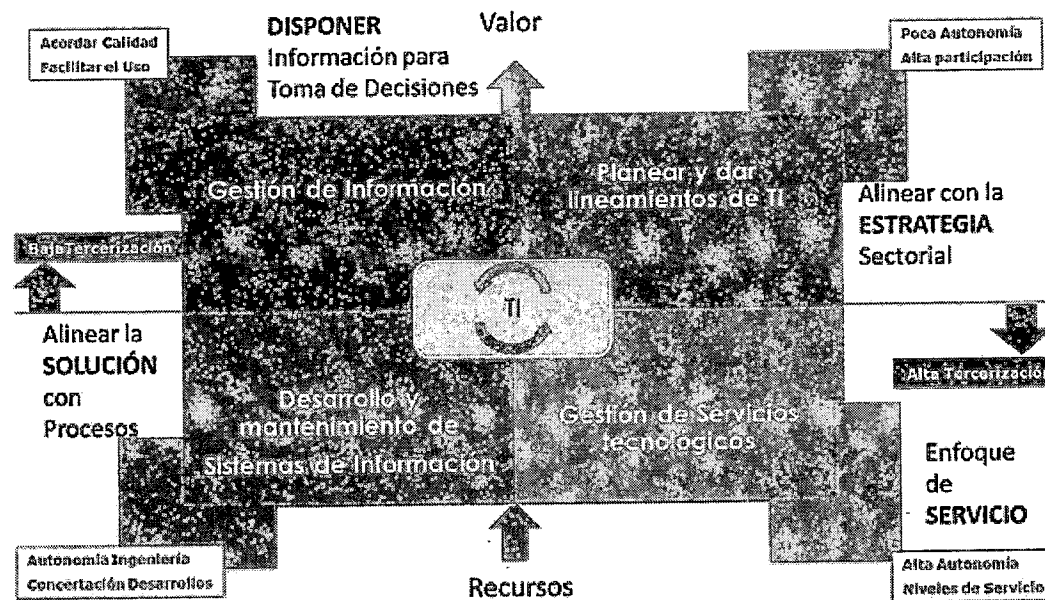 Acordar Calidad
Facilitar el Uso
DISPONER
Información para
Toma de Decisiones
Valor
Poca Autonomía
Alta participación
Gestión de Información
Planear y dar
lineamientos de TI
Alinear con la
ESTRATEGIA
Sectorial
Baja Tercerización
TI
Alinear la
SOLUCIÓN
con
Procesos
Alta Tercerización
Desarrollo y
mantenimiento de
Sistemas de Información
Gestión de Servicios
tecnológicos
Enfoque
de
SERVICIO
Autonomía Ingeniería
Concertación Desarrollos
Recursos
Alta Autonomía
Niveles de Servicio